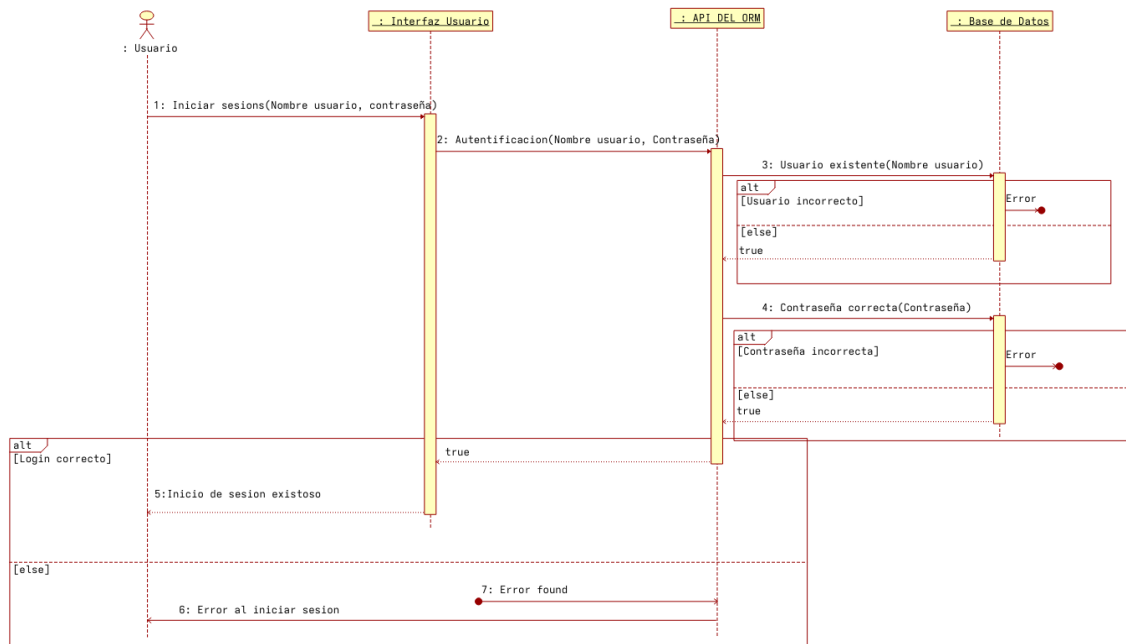 : Usuario
: Interfaz Usuario
: API DEL ORM
: Base de Datos
1: Iniciar sesions(Nombre usuario, contraseña)
2: Autentificacion(Nombre usuario, Contraseña)
3: Usuario existente(Nombre usuario)
alt
[Usuario incorrecto]
Error
[else]
true
4: Contraseña correcta(Contraseña)
alt
[Contraseña incorrecta]
Error
[else]
true
alt
[Login correcto]
true
5:Inicio de sesion existoso
[else]
7: Error found
6: Error al iniciar sesion